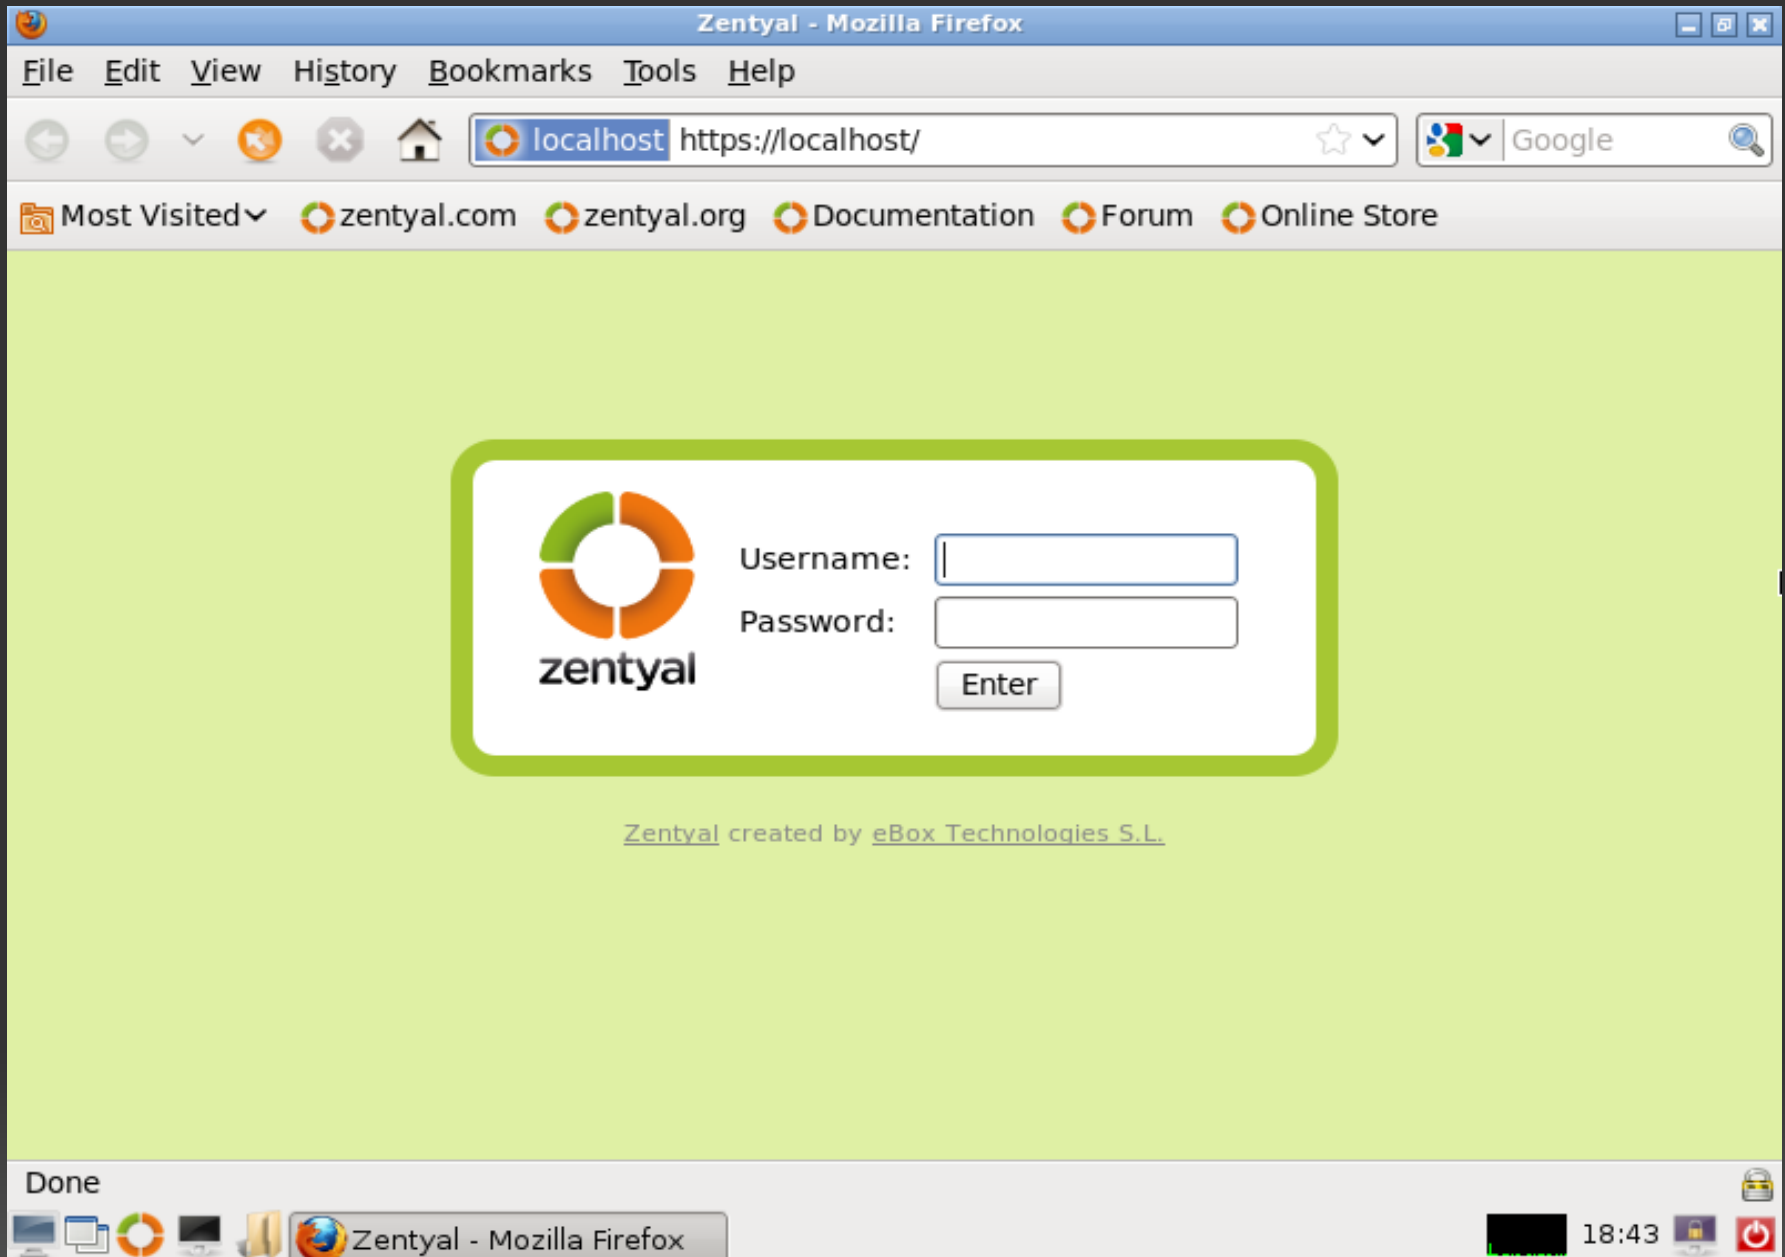 Zentyal - Mozilla Firefox
File Edit View History Bookmarks Tools Help
localhost https://localhost/ Google
Most Visited zentyal.com zentyal.org Documentation Forum Online Store
Username:
Password:
zentyal
Enter
Zentyal created by eBox Technologies S.L.
Done
Zentyal - Mozilla Firefox 18:43